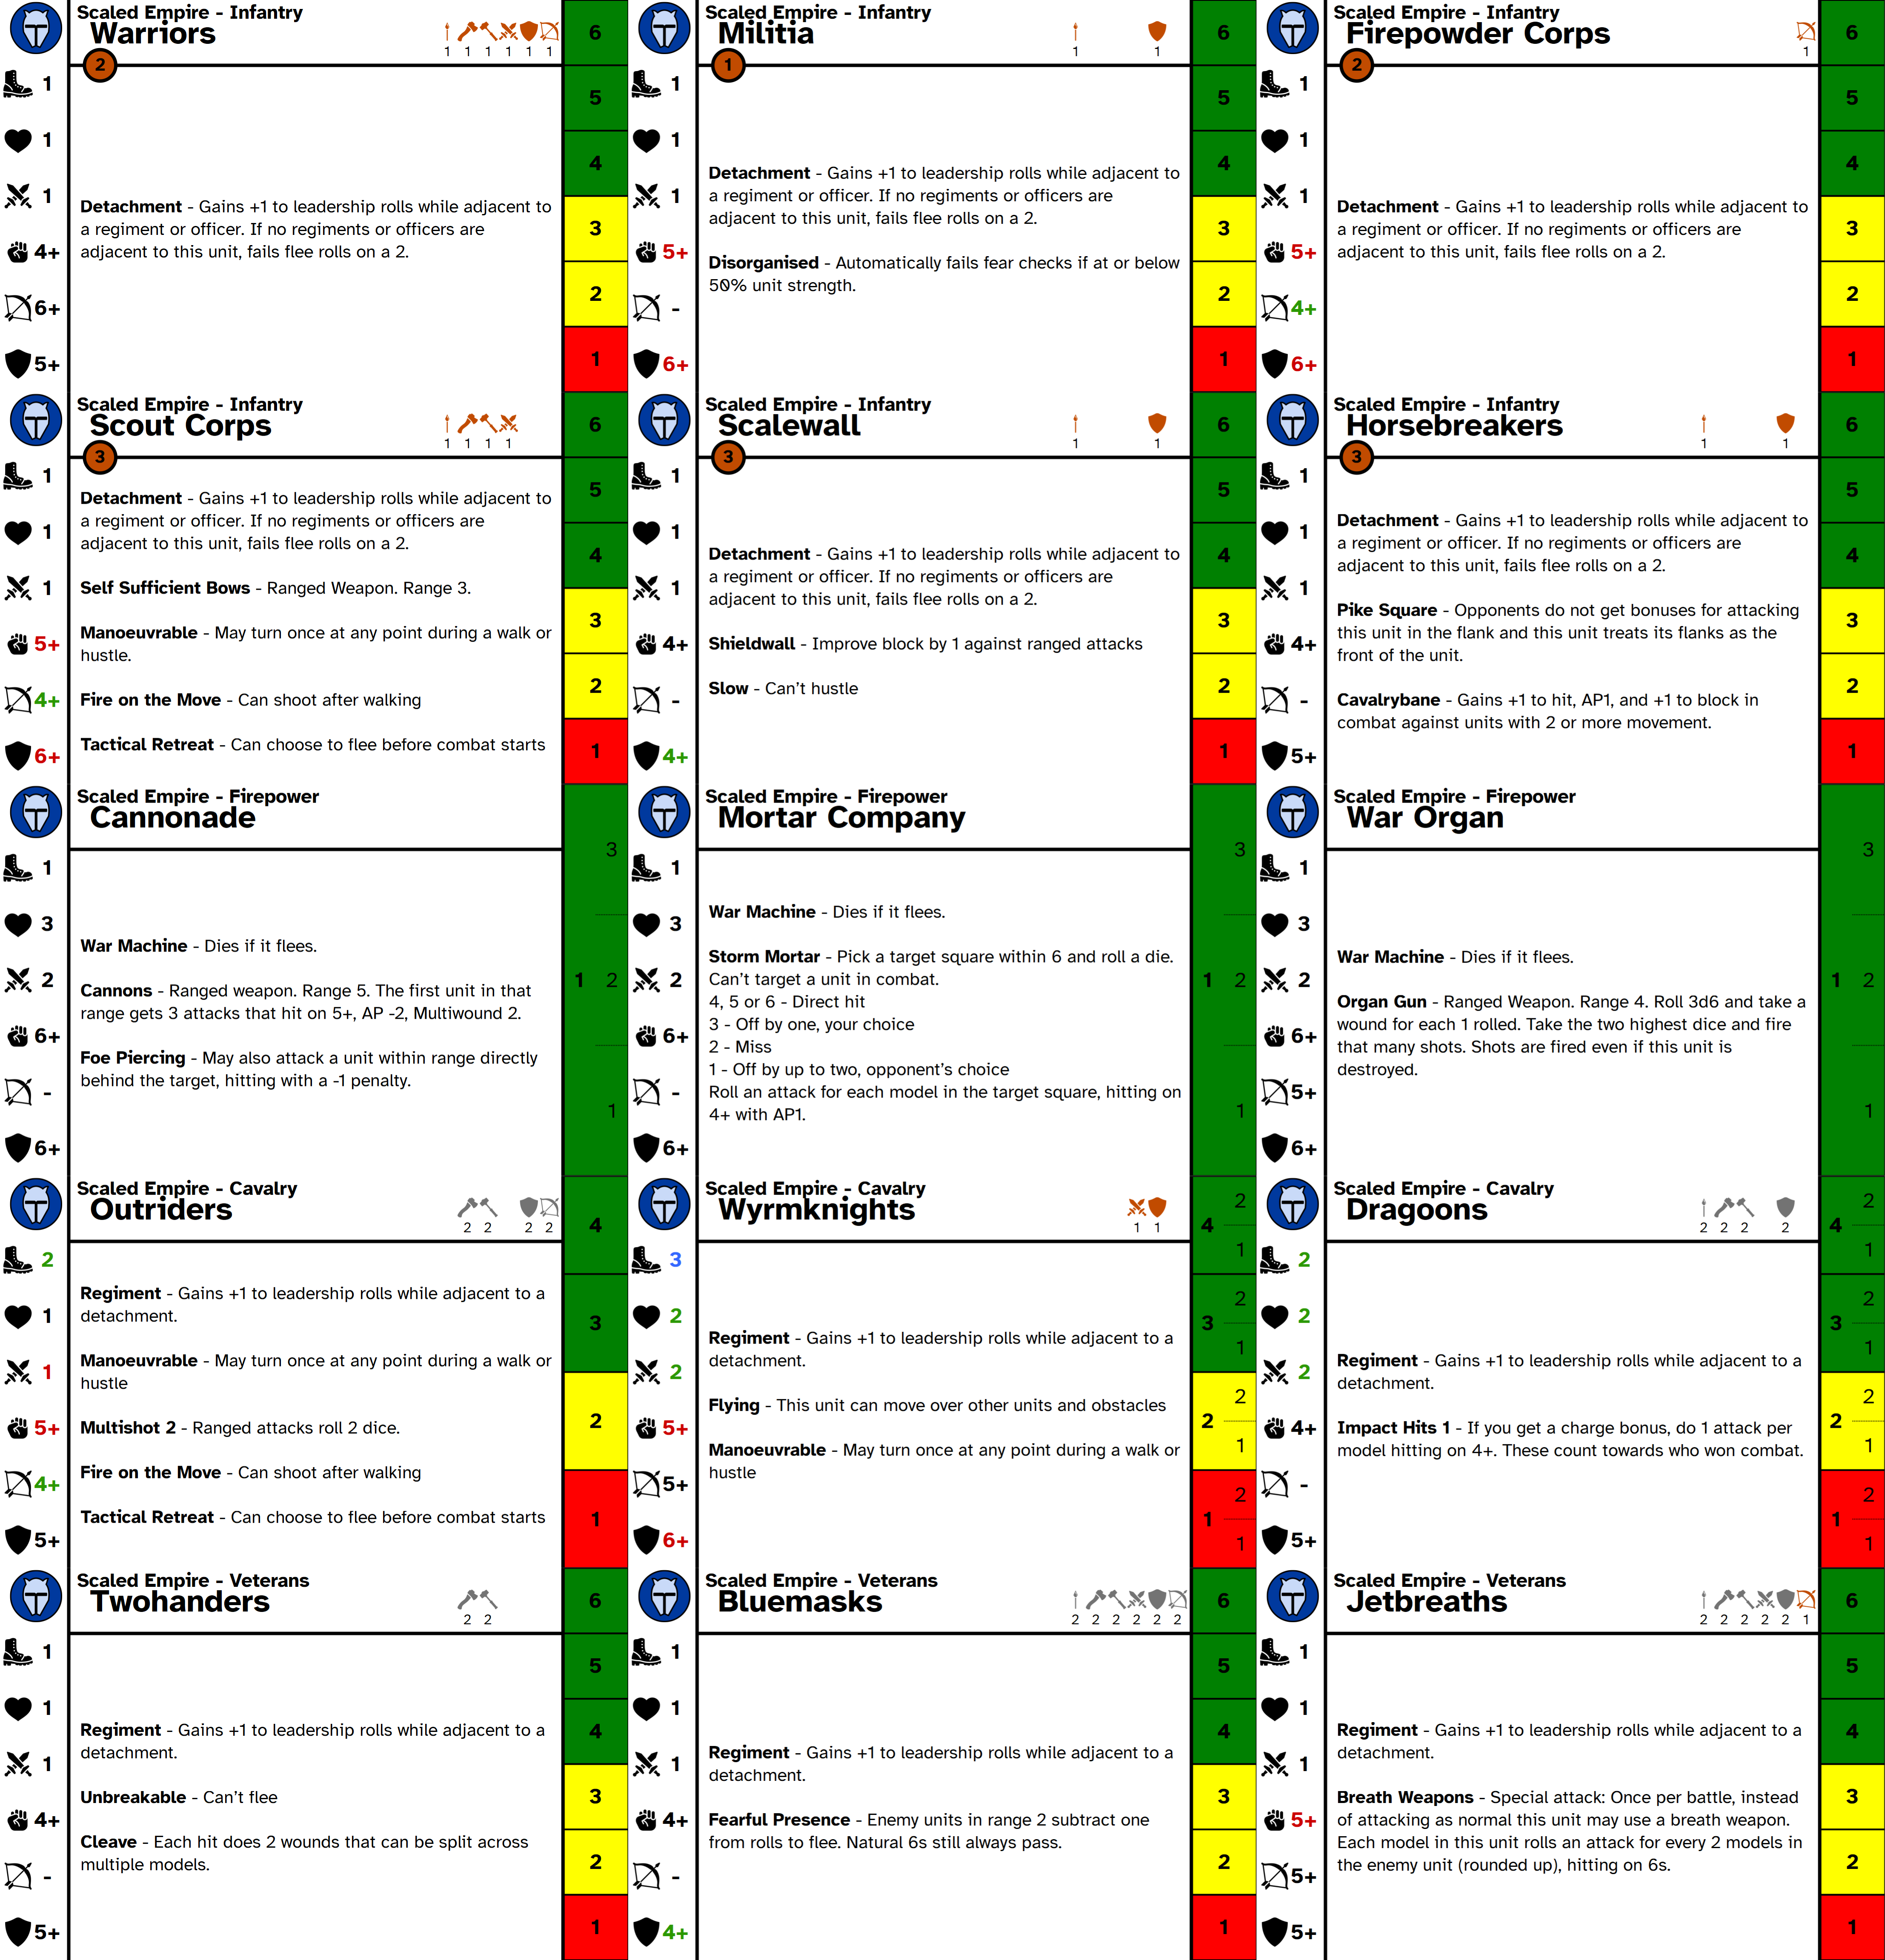 Scaled Empire - Infantry
Warriors
1 1 1 1 1 1
2
1
1
1
4+
6+
5+
Detachment - Gains +1 to leadership rolls while adjacent to
a regiment or officer. If no regiments or officers are
adjacent to this unit, fails flee rolls on a 2.
6
5
4
3
2
1
Scaled Empire - Infantry
Militia
1 1
1
1
1
1
5+
-
6+
Detachment - Gains +1 to leadership rolls while adjacent to
a regiment or officer. If no regiments or officers are
adjacent to this unit, fails flee rolls on a 2.
Disorganised - Automatically fails fear checks if at or below
50% unit strength.
6
5
4
3
2
1
Scaled Empire - Infantry
Firepowder Corps
1
2
1
1
1
5+
4+
6+
Detachment - Gains +1 to leadership rolls while adjacent to
a regiment or officer. If no regiments or officers are
adjacent to this unit, fails flee rolls on a 2.
6
5
4
3
2
1
Scaled Empire - Infantry
Scout Corps
1 1 1 1
3
1
1
1
5+
4+
6+
Detachment - Gains +1 to leadership rolls while adjacent to
a regiment or officer. If no regiments or officers are
adjacent to this unit, fails flee rolls on a 2.
Self Sufficient Bows - Ranged Weapon. Range 3.
Manoeuvrable - May turn once at any point during a walk or
hustle.
Fire on the Move - Can shoot after walking
Tactical Retreat - Can choose to flee before combat starts
6
5
4
3
2
1
Scaled Empire - Infantry
Scalewall
1 1
3
1
1
1
4+
-
4+
Detachment - Gains +1 to leadership rolls while adjacent to
a regiment or officer. If no regiments or officers are
adjacent to this unit, fails flee rolls on a 2.
Shieldwall - Improve block by 1 against ranged attacks
Slow - Can't hustle
6
5
4
3
2
1
Scaled Empire - Infantry
Horsebreakers
1 1
3
1
1
1
4+
-
5+
Detachment - Gains +1 to leadership rolls while adjacent to
a regiment or officer. If no regiments or officers are
adjacent to this unit, fails flee rolls on a 2.
Pike Square - Opponents do not get bonuses for attacking
this unit in the flank and this unit treats its flanks as the
front of the unit.
Cavalrybane - Gains +1 to hit, AP1, and +1 to block in
combat against units with 2 or more movement.
6
5
4
3
2
1
Scaled Empire - Firepower
Cannonade
1
3
2
6+
-
6+
War Machine - Dies if it flees.
Cannons - Ranged weapon. Range 5. The first unit in that
range gets 3 attacks that hit on 5+, AP -2, Multiwound 2.
Foe Piercing - May also attack a unit within range directly
behind the target, hitting with a -1 penalty.
3
1 2
1
Scaled Empire - Firepower
Mortar Company
1
3
2
6+
-
6+
War Machine - Dies if it flees.
Storm Mortar - Pick a target square within 6 and roll a die.
Can't target a unit in combat.
4, 5 or 6 - Direct hit
3 - Off by one, your choice
2 - Miss
1 - Off by up to two, opponent's choice
Roll an attack for each model in the target square, hitting on
4+ with AP1.
3
1 2
1
Scaled Empire - Firepower
War Organ
1
3
2
6+
5+
6+
War Machine - Dies if it flees.
Organ Gun - Ranged Weapon. Range 4. Roll 3d6 and take a
wound for each 1 rolled. Take the two highest dice and fire
that many shots. Shots are fired even if this unit is
destroyed.
3
1 2
1
Scaled Empire - Cavalry
Outriders
2 2 2 2
2
1
1
5+
4+
5+
Regiment - Gains +1 to leadership rolls while adjacent to a
detachment.
Manoeuvrable - May turn once at any point during a walk or
hustle
Multishot 2 - Ranged attacks roll 2 dice.
Fire on the Move - Can shoot after walking
Tactical Retreat - Can choose to flee before combat starts
4
3
2
1
Scaled Empire - Cavalry
Wyrmknights
1 1
3
2
2
5+
5+
6+
Regiment - Gains +1 to leadership rolls while adjacent to a
detachment.
Flying - This unit can move over other units and obstacles
Manoeuvrable - May turn once at any point during a walk or
hustle
4 2
1
3 2
1
2 2
1
1 2
1
Scaled Empire - Cavalry
Dragoons
2 2 2 2
2
2
2
4+
-
5+
Regiment - Gains +1 to leadership rolls while adjacent to a
detachment.
Impact Hits 1 - If you get a charge bonus, do 1 attack per
model hitting on 4+. These count towards who won combat.
4 2
1
3 2
1
2 2
1
1 2
1
Scaled Empire - Veterans
Twohanders
2 2
1
1
1
4+
-
5+
Regiment - Gains +1 to leadership rolls while adjacent to a
detachment.
Unbreakable - Can't flee
Cleave - Each hit does 2 wounds that can be split across
multiple models.
6
5
4
3
2
1
Scaled Empire - Veterans
Bluemasks
2 2 2 2 2 2
1
1
1
4+
-
4+
Regiment - Gains +1 to leadership rolls while adjacent to a
detachment.
Fearful Presence - Enemy units in range 2 subtract one
from rolls to flee. Natural 6s still always pass.
6
5
4
3
2
1
Scaled Empire - Veterans
Jetbreaths
2 2 2 2 2 1
1
1
1
5+
5+
5+
Regiment - Gains +1 to leadership rolls while adjacent to a
detachment.
Breath Weapons - Special attack: Once per battle, instead
of attacking as normal this unit may use a breath weapon.
Each model in this unit rolls an attack for every 2 models in
the enemy unit (rounded up), hitting on 6s.
6
5
4
3
2
1